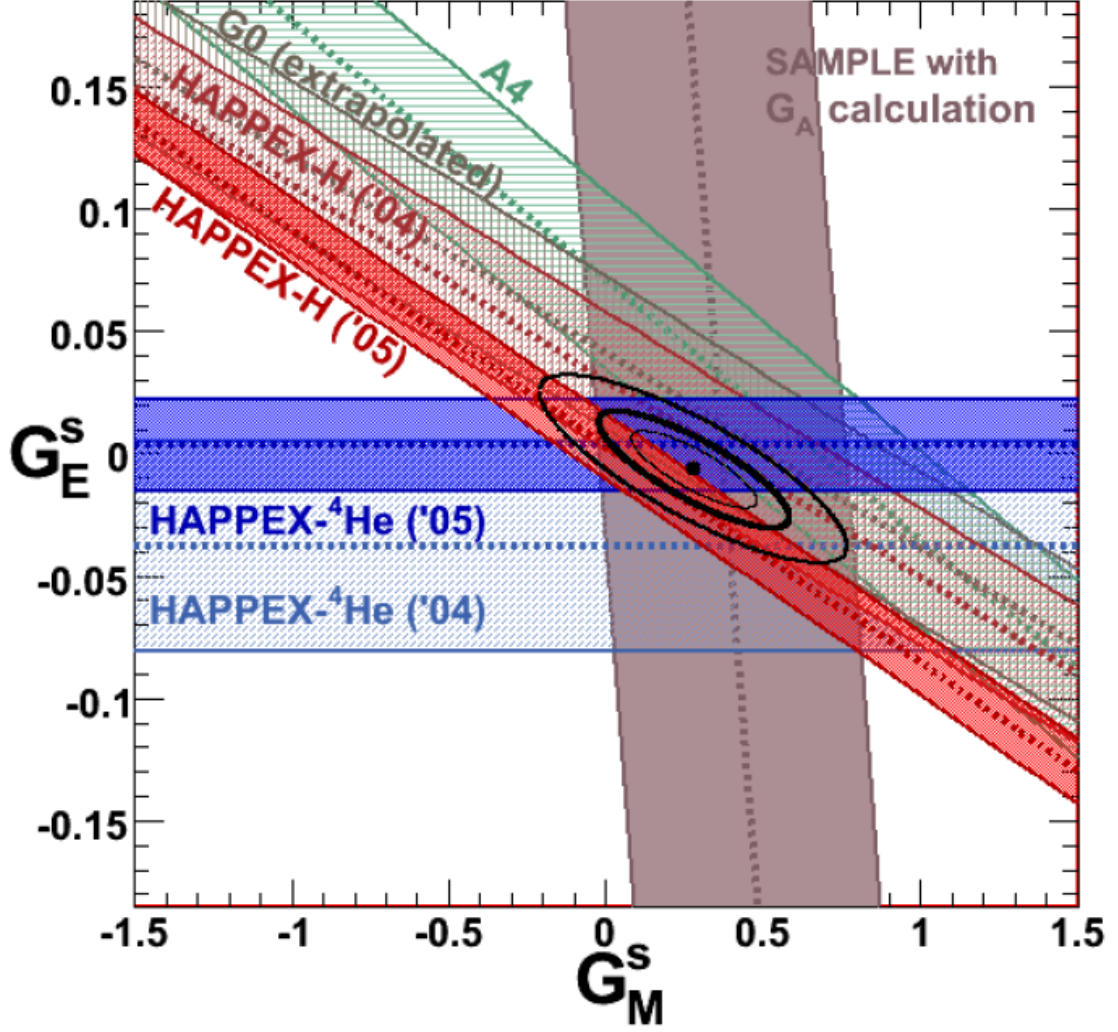 A4
G0 (extrapolated)
SAMPLE with
G_A calculation
HAPPEX-H ('04)
HAPPEX-H ('05)
HAPPEX-⁴He ('05)
HAPPEX-⁴He ('04)
G^s_E
0.15
0.1
0.05
0
-0.05
-0.1
-0.15
-1.5 -1 -0.5 0 0.5 1 1.5
G^s_M